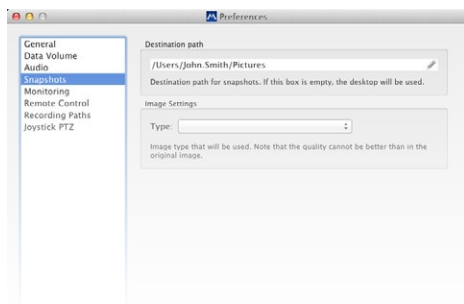 Preferences
General
Data Volume
Audio
Snapshots
Monitoring
Remote Control
Recording Paths
Joystick PTZ
Destination path
/Users/John.Smith/Pictures
Destination path for snapshots. If this box is empty, the desktop will be used.
Image Settings
Type:
Image type that will be used. Note that the quality cannot be better than in the
original image.